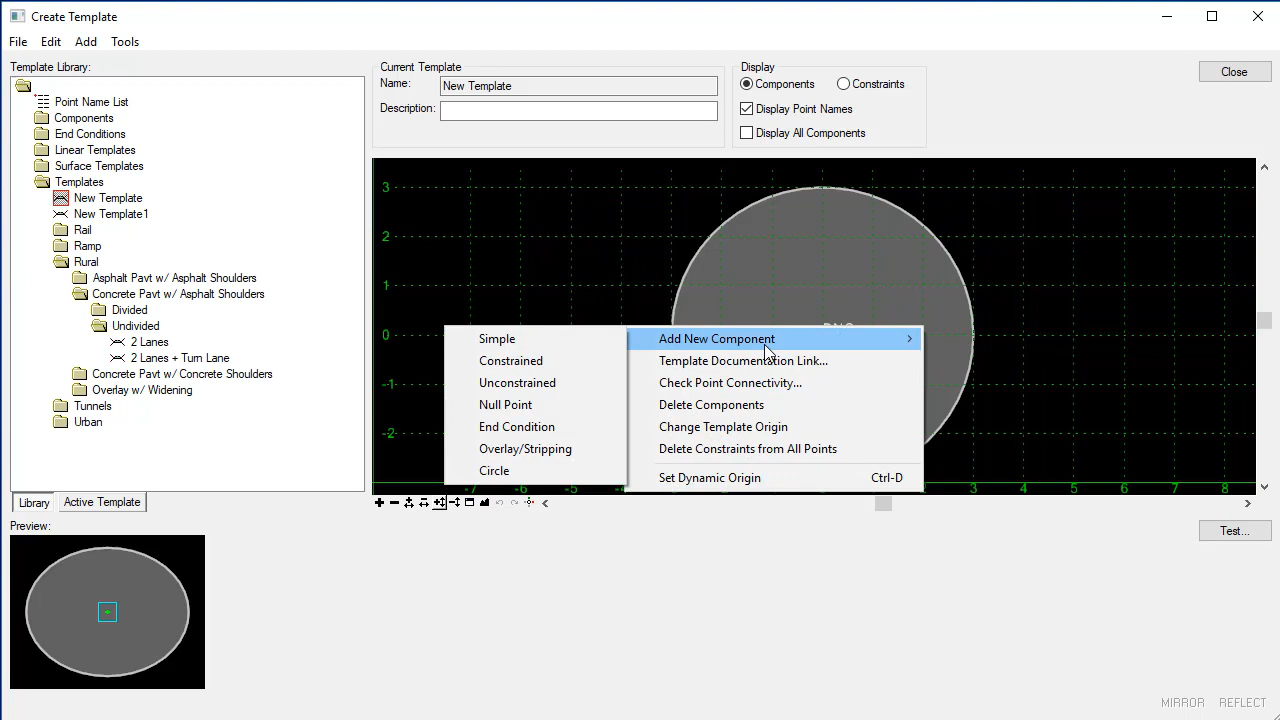 Create Template
File Edit Add Tools
Template Library:
Point Name List
Components
End Conditions
Linear Templates
Surface Templates
Templates
New Template
New Template1
Rail
Ramp
Rural
Asphalt Pavt w/ Asphalt Shoulders
Concrete Pavt w/ Asphalt Shoulders
Divided
Undivided
2 Lanes
2 Lanes + Turn Lane
Concrete Pavt w/ Concrete Shoulders
Overlay w/ Widening
Tunnels
Urban
Library Active Template
Preview:
Current Template
Name: New Template
Description:
Display
Components Constraints
Display Point Names
Display All Components
Close
3
2
1
0
-1
-2
Simple
Constrained
Unconstrained
Null Point
End Condition
Overlay/Stripping
Circle
Add New Component
Template Documentation Link...
Check Point Connectivity...
Delete Components
Change Template Origin
Delete Constraints from All Points
Set Dynamic Origin Ctrl-D
3 4 5 6 7 8
Test...
MIRROR REFLECT